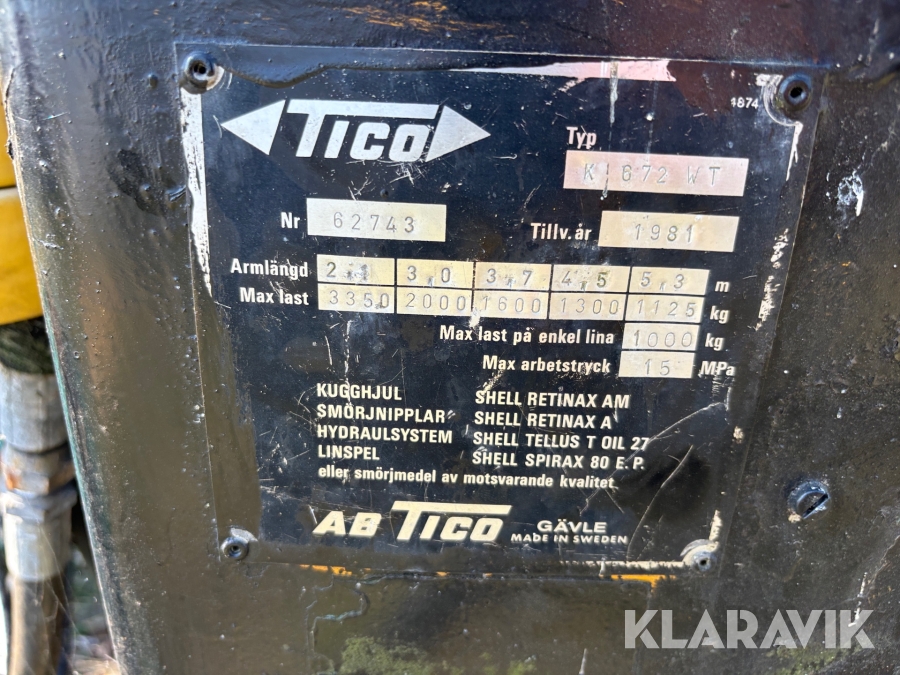 TICO
1874
Typ
K 672 WT
Nr 62743
Tillv. år 1981
Armlängd 2,1 3,0 3,7 4,5 5,3 m
Max last 3350 2000 1600 1300 1125 kg
Max last på enkel lina 1000 kg
Max arbetstryck 15 MPa
KUGGHJUL SHELL RETINAX AM
SMÖRJNIPPLAR SHELL RETINAX A
HYDRAULSYSTEM SHELL TELLUS T OIL 27
LINSPEL SHELL SPIRAX 80 E.P.
eller smörjmedel av motsvarande kvalitet
AB TICO GÄVLE
MADE IN SWEDEN
KLARAVIK